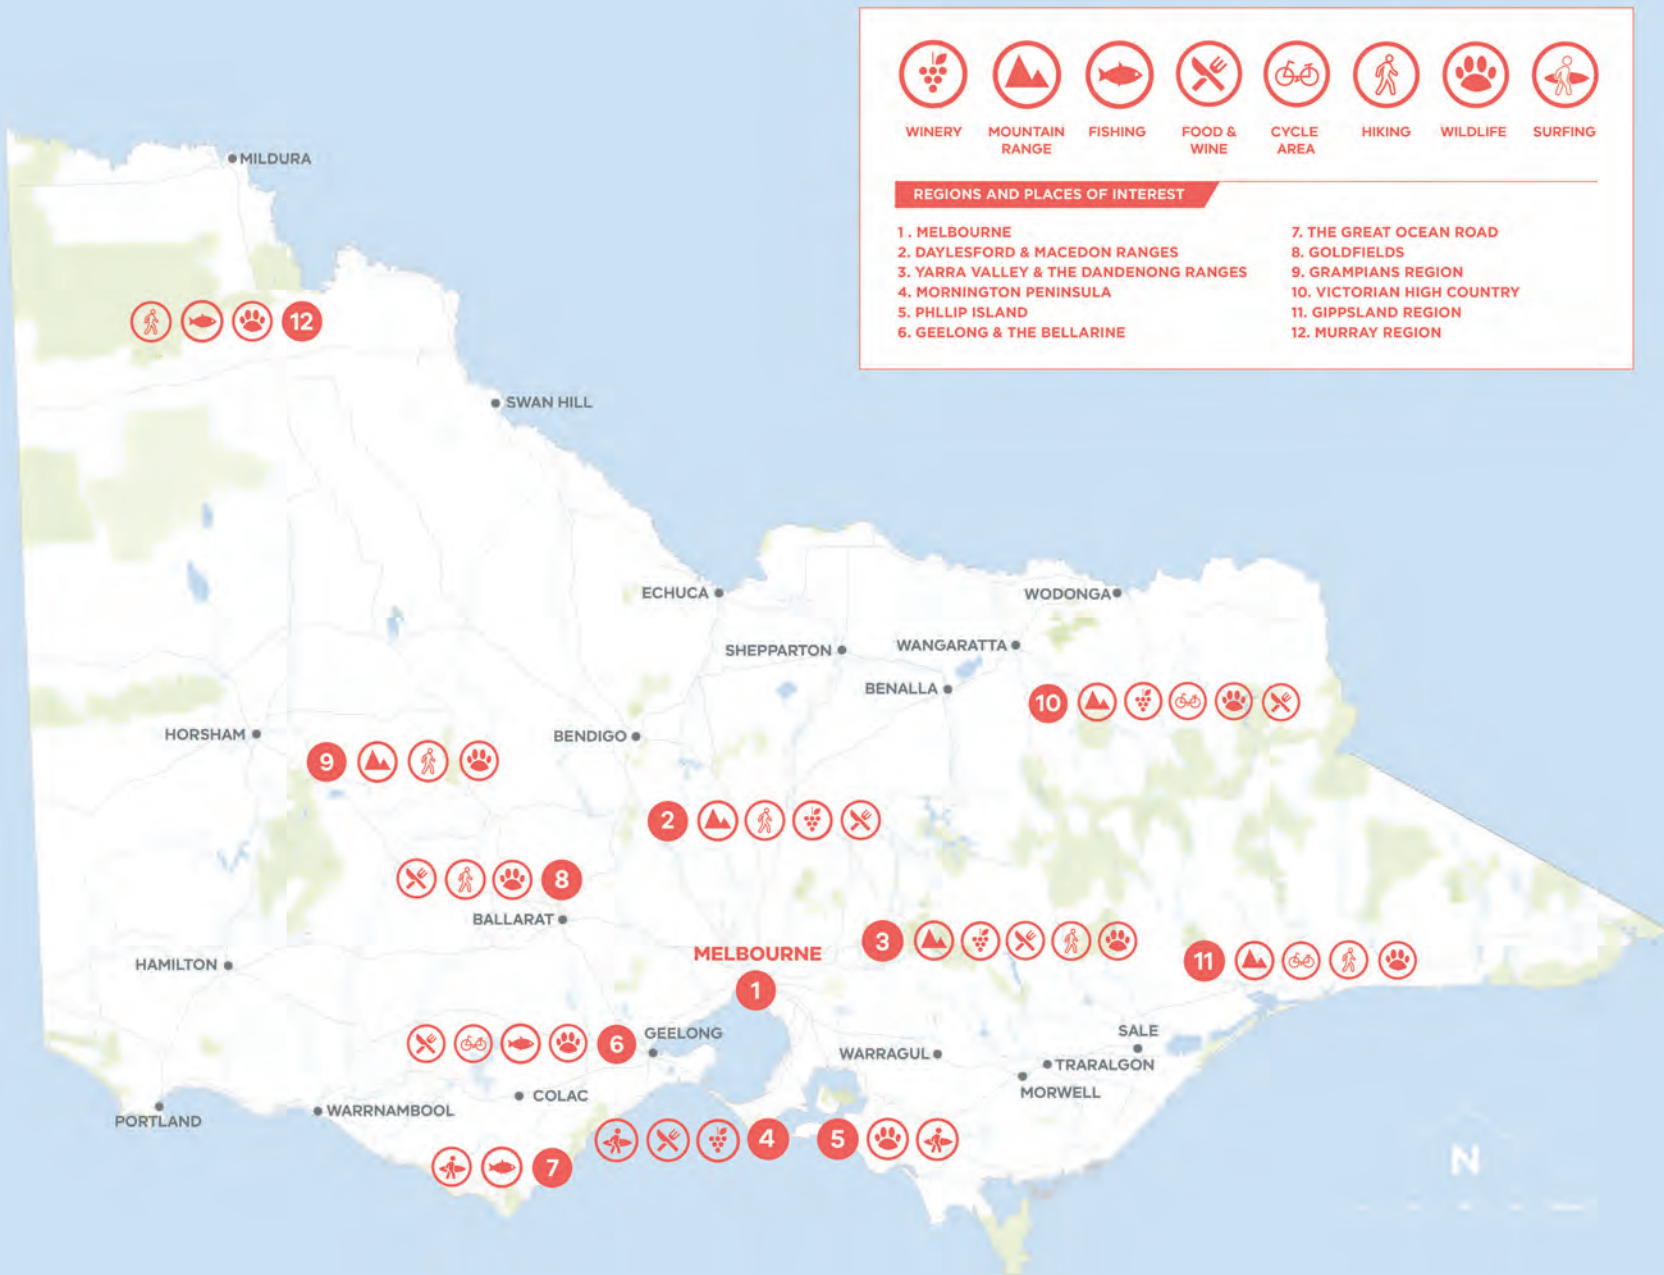 WINERY
MOUNTAIN
RANGE
FISHING
FOOD &
WINE
CYCLE
AREA
HIKING
WILDLIFE
SURFING
REGIONS AND PLACES OF INTEREST
1 . MELBOURNE
2. DAYLESFORD & MACEDON RANGES
3. YARRA VALLEY & THE DANDENONG RANGES
4. MORNINGTON PENINSULA
5. PHLLIP ISLAND
6. GEELONG & THE BELLARINE
7. THE GREAT OCEAN ROAD
8. GOLDFIELDS
9. GRAMPIANS REGION
10. VICTORIAN HIGH COUNTRY
11. GIPPSLAND REGION
12. MURRAY REGION
MILDURA
12
SWAN HILL
ECHUCA
WODONGA
SHEPPARTON
WANGARATTA
BENALLA
10
HORSHAM
BENDIGO
9
2
8
BALLARAT
3
MELBOURNE
1
11
HAMILTON
6
GEELONG
SALE
WARRAGUL
TRARALGON
MORWELL
COLAC
WARRNAMBOOL
PORTLAND
4
5
7
N